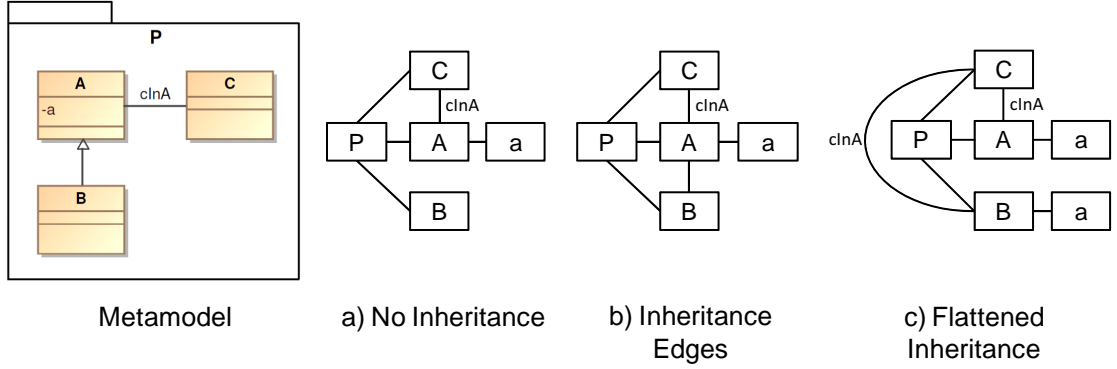 P
A
-a
cInA
C
B
Metamodel
C
cInA
P
A
a
B
a) No Inheritance
C
cInA
P
A
a
B
b) Inheritance
Edges
C
cInA
cInA
P
A
a
B
a
c) Flattened
Inheritance